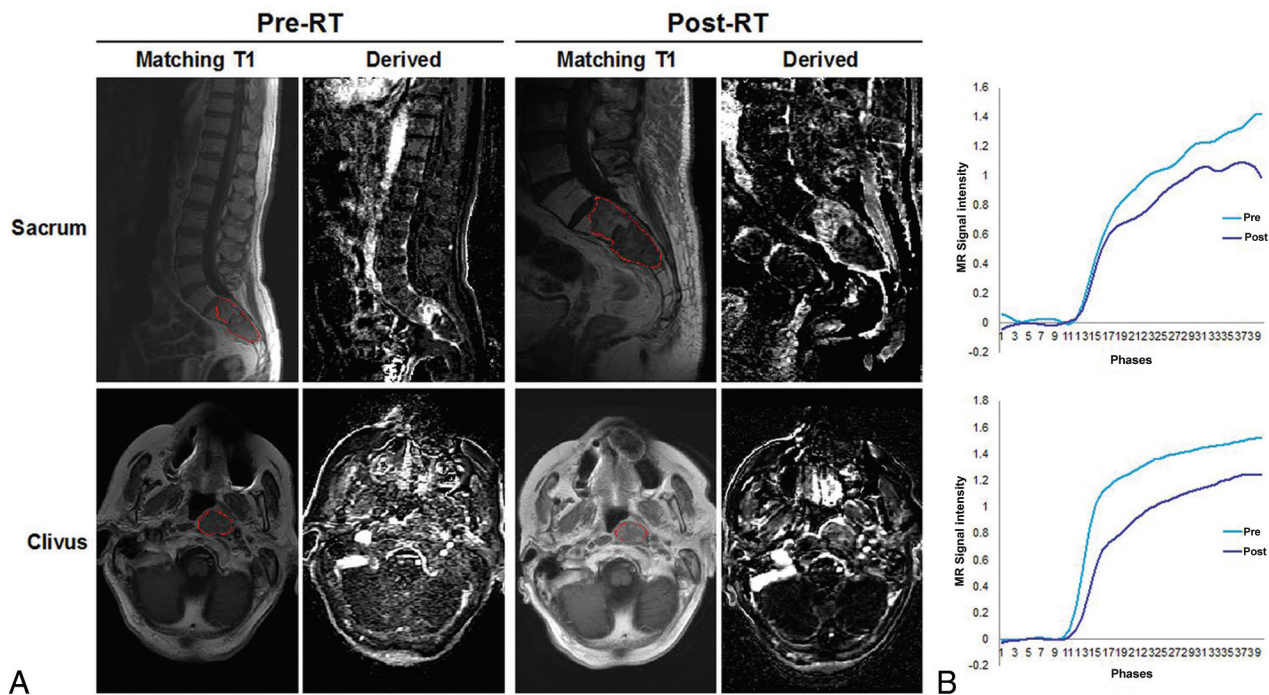 Pre-RT Post-RT
Matching T1 Derived Matching T1 Derived
Sacrum
Clivus
A
1.6
1.4
1.2
1
0.8
0.6
0.4
0.2
0
-0.2
MR Signal intensity
Pre
Post
1 3 5 7 9 11 13 15 17 19 21 23 25 27 29 31 33 35 37 39
Phases
1.8
1.6
1.4
1.2
1
0.8
0.6
0.4
0.2
0
-0.2
MR Signal intensity
Pre
Post
1 3 5 7 9 11 13 15 17 19 21 23 25 27 29 31 33 35 37 39
Phases
B